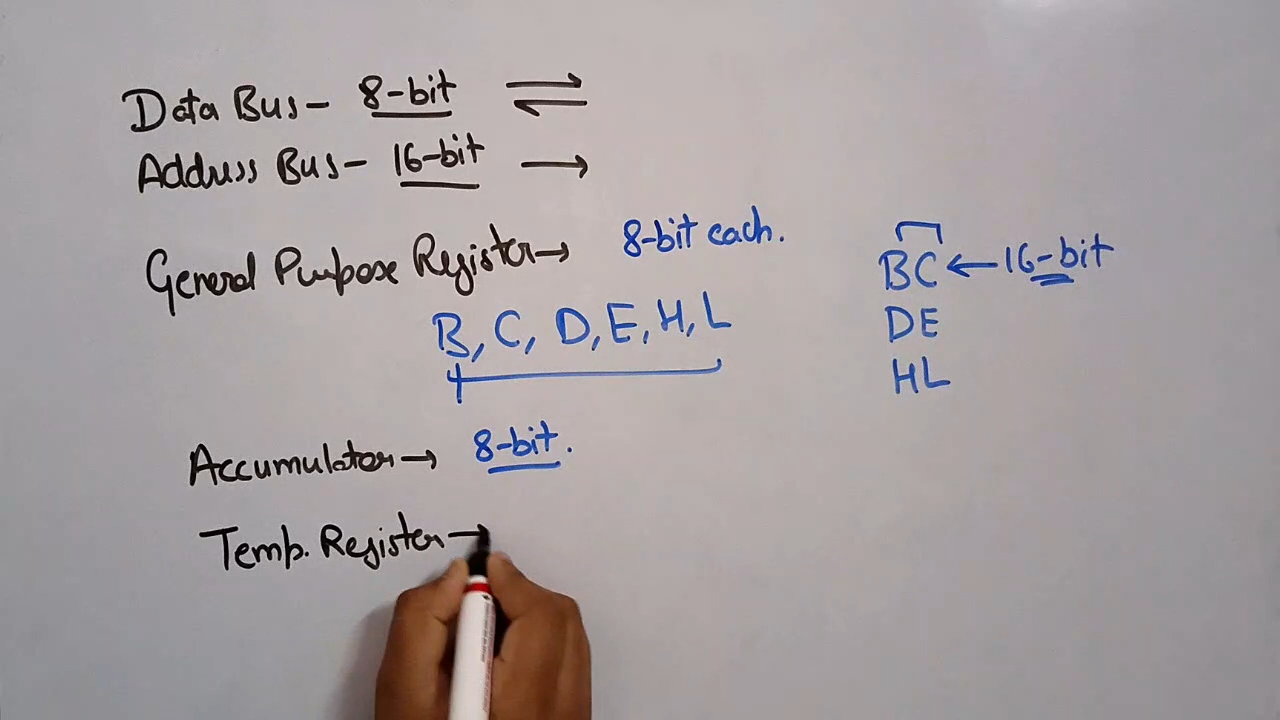 Data Bus - 8-bit ⇌
Address Bus - 16-bit →
General Purpose Register → 8-bit each.
B, C, D, E, H, L
BC ← 16-bit
DE
HL
Accumulator → 8-bit.
Temp. Register →